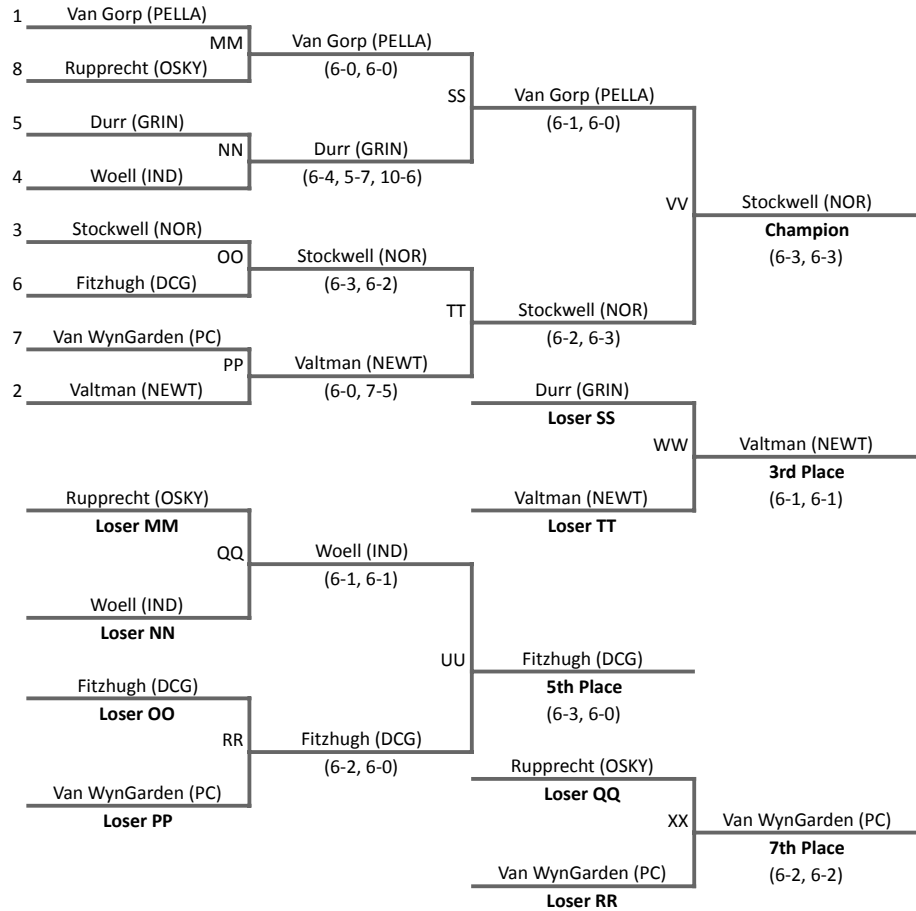 1 Van Gorp (PELLA)
MM Van Gorp (PELLA)
8 Rupprecht (OSKY) (6-0, 6-0)
SS Van Gorp (PELLA)
5 Durr (GRIN) (6-1, 6-0)
NN Durr (GRIN)
4 Woell (IND) (6-4, 5-7, 10-6)
VV Stockwell (NOR)
3 Stockwell (NOR) Champion
OO Stockwell (NOR) (6-3, 6-3)
6 Fitzhugh (DCG) (6-3, 6-2)
TT Stockwell (NOR)
7 Van WynGarden (PC) (6-2, 6-3)
PP Valtman (NEWT)
2 Valtman (NEWT) (6-0, 7-5) Durr (GRIN)
Loser SS
WW Valtman (NEWT)
3rd Place
Rupprecht (OSKY) Valtman (NEWT) (6-1, 6-1)
Loser MM Loser TT
QQ Woell (IND)
(6-1, 6-1)
Woell (IND)
Loser NN
UU Fitzhugh (DCG)
Fitzhugh (DCG) 5th Place
Loser OO (6-3, 6-0)
RR Fitzhugh (DCG)
(6-2, 6-0) Rupprecht (OSKY)
Van WynGarden (PC) Loser QQ
Loser PP XX Van WynGarden (PC)
7th Place
Van WynGarden (PC) (6-2, 6-2)
Loser RR